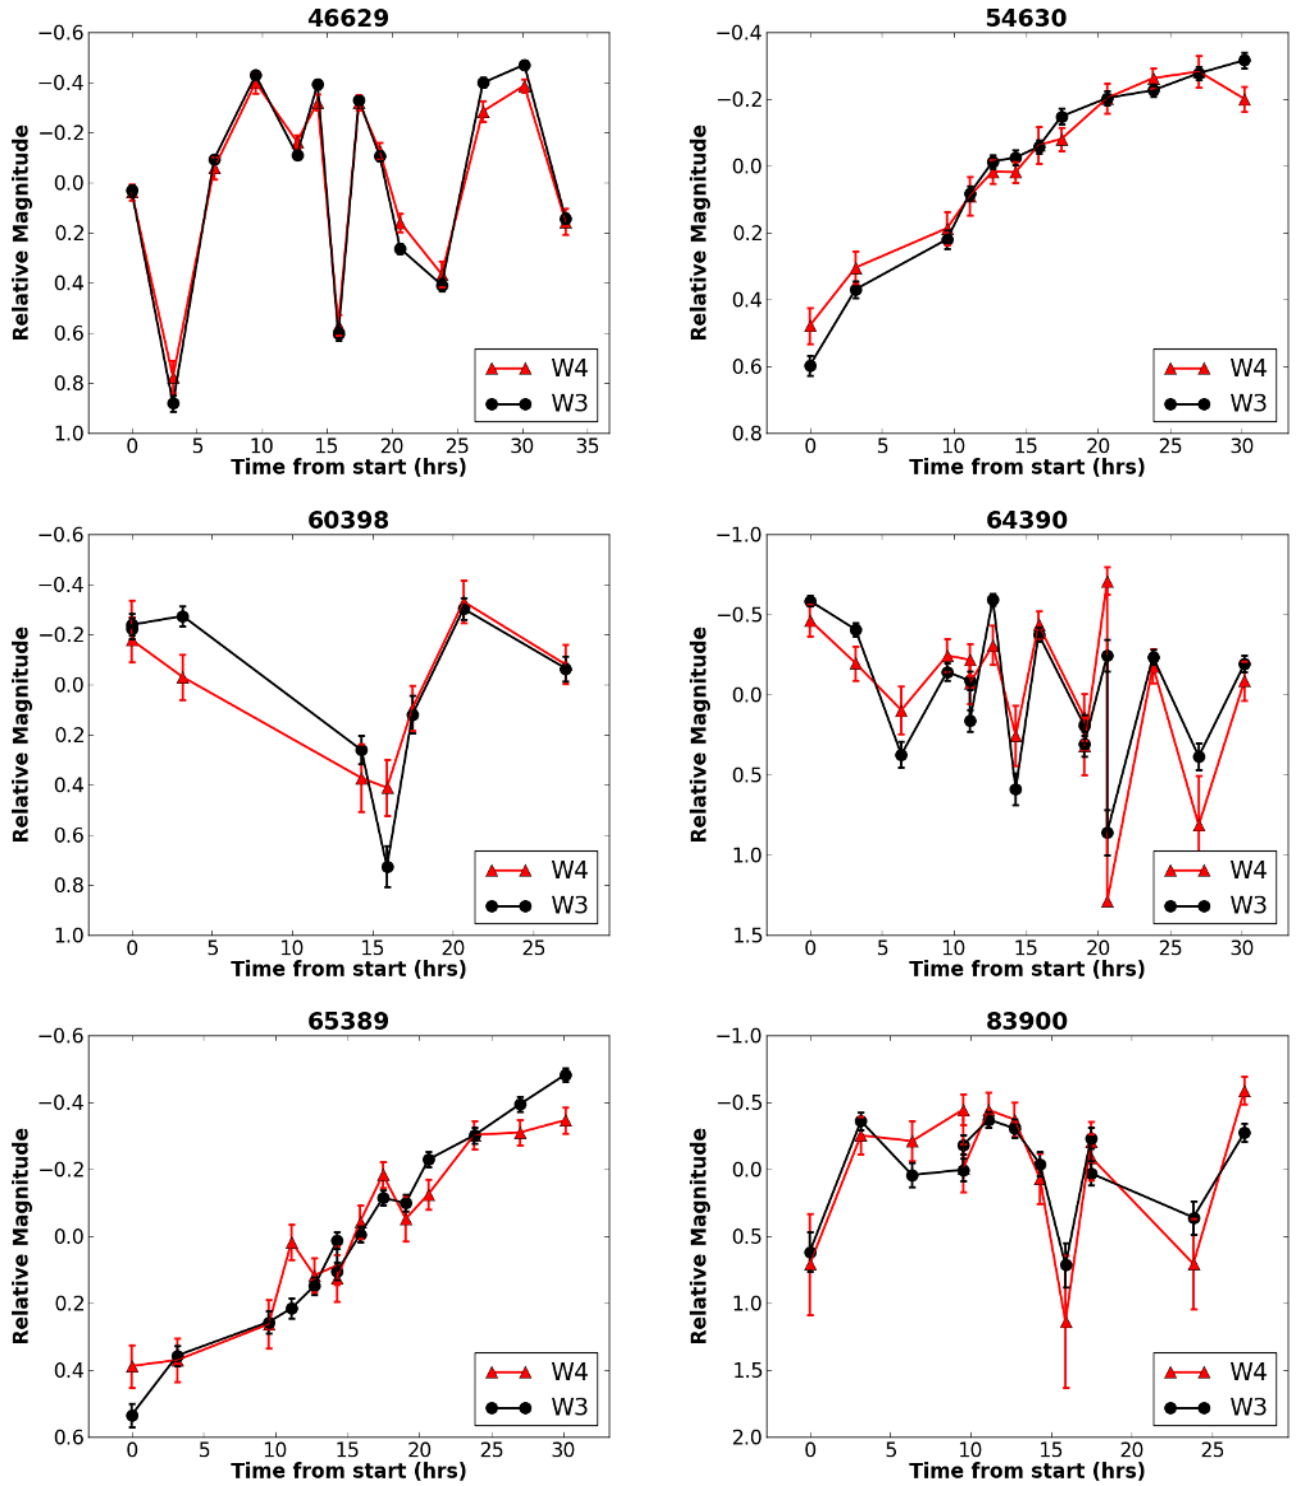 46629
−0.6
−0.4
−0.2
0.0
0.2
0.4
0.6
0.8
1.0
Relative Magnitude
W4
W3
0 5 10 15 20 25 30 35
Time from start (hrs)
54630
−0.4
−0.2
0.0
0.2
0.4
0.6
0.8
Relative Magnitude
W4
W3
0 5 10 15 20 25 30
Time from start (hrs)
60398
−0.6
−0.4
−0.2
0.0
0.2
0.4
0.6
0.8
1.0
Relative Magnitude
W4
W3
0 5 10 15 20 25
Time from start (hrs)
64390
−1.0
−0.5
0.0
0.5
1.0
1.5
Relative Magnitude
W4
W3
0 5 10 15 20 25 30
Time from start (hrs)
65389
−0.6
−0.4
−0.2
0.0
0.2
0.4
0.6
Relative Magnitude
W4
W3
0 5 10 15 20 25 30
Time from start (hrs)
83900
−1.0
−0.5
0.0
0.5
1.0
1.5
2.0
Relative Magnitude
W4
W3
0 5 10 15 20 25
Time from start (hrs)